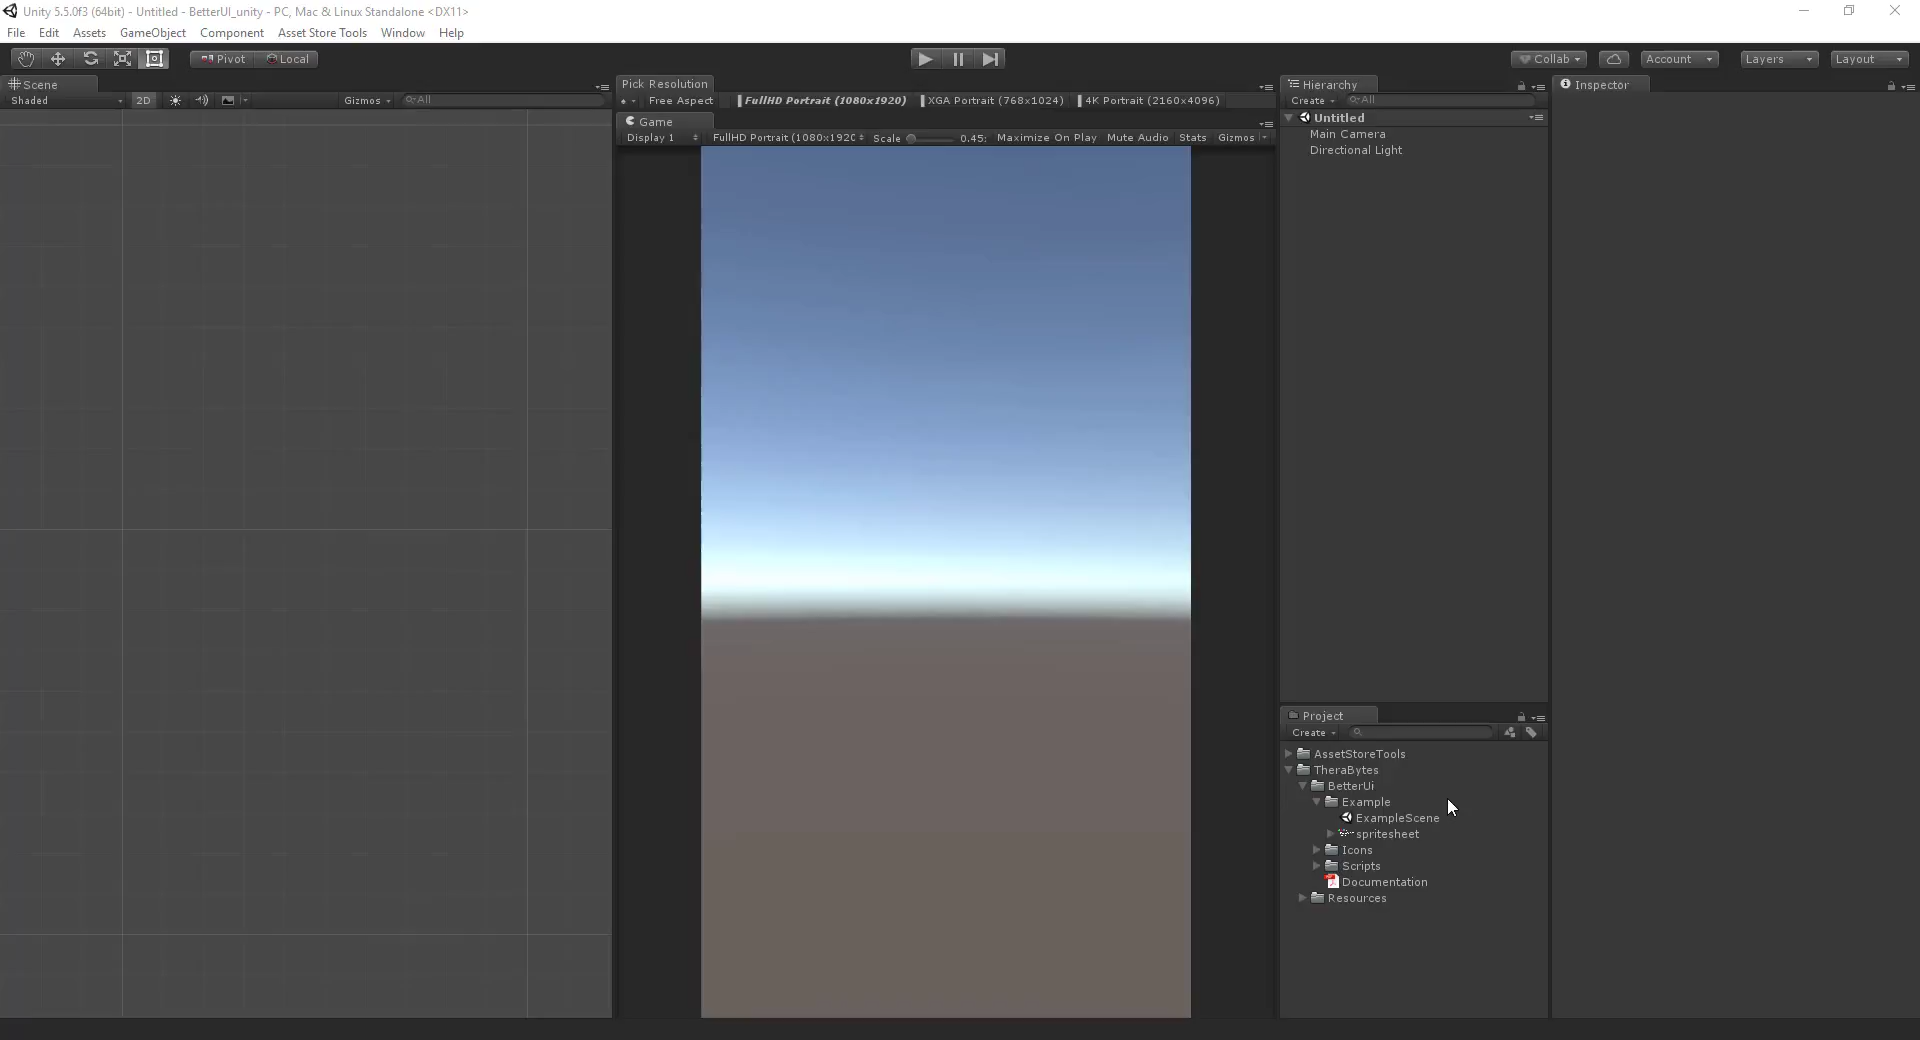 Unity 5.5.0f3 (64bit) - Untitled - BetterUI_unity - PC, Mac & Linux Standalone <DX11>
File Edit Assets GameObject Component Asset Store Tools Window Help
Pivot Local Collab Account Layers Layout
Scene
Shaded 2D Gizmos All
Pick Resolution
Free Aspect FullHD Portrait (1080x1920) XGA Portrait (768x1024) 4K Portrait (2160x4096)
Game
Display 1 FullHD Portrait (1080x192C Scale 0.45: Maximize On Play Mute Audio Stats Gizmos
Hierarchy
Create All
Untitled
Main Camera
Directional Light
Project
Create
AssetStoreTools
TheraBytes
BetterUi
Example
ExampleScene
spritesheet
Icons
Scripts
Documentation
Resources
Inspector